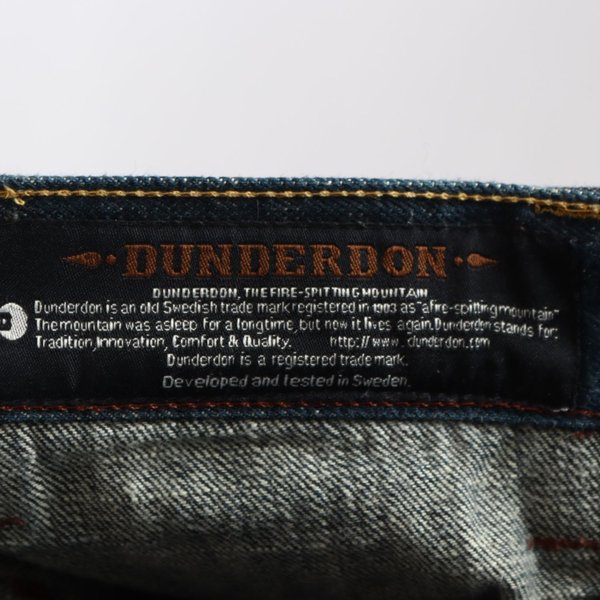 DUNDERDON
DUNDERDON, THE FIRE-SPITTING MOUNTAIN
Dunderdon is an old Swedish trade mark registered in 1903 as "a fire-spitting mountain"
The mountain was asleep for a long time, but now it lives again. Dunderdon stands for:
Tradition, Innovation, Comfort & Quality. http://www.dunderdon.com
Dunderdon is a registered trade mark.
Developed and tested in Sweden.